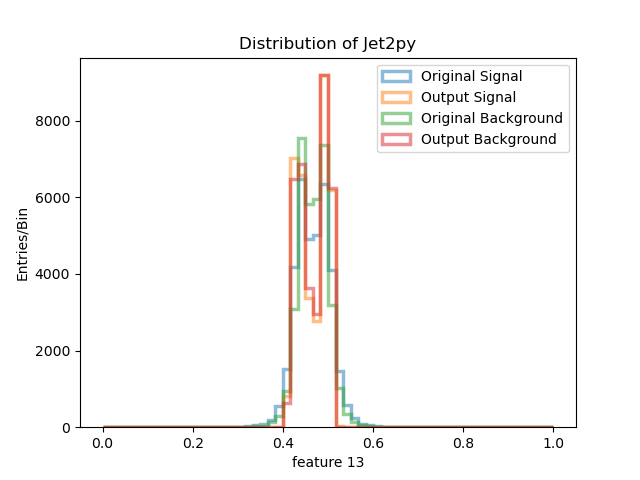 Distribution of Jet2py
Original Signal
Output Signal
Original Background
Output Background
Entries/Bin
8000
6000
4000
2000
0
0.0 0.2 0.4 0.6 0.8 1.0
feature 13